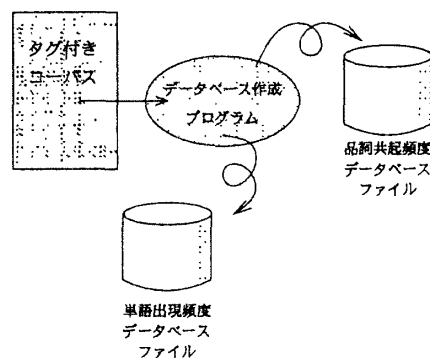 タグ付き
コーパス
データベース作成
プログラム
品詞共起頻度
データベース
ファイル
単語出現頻度
データベース
ファイル